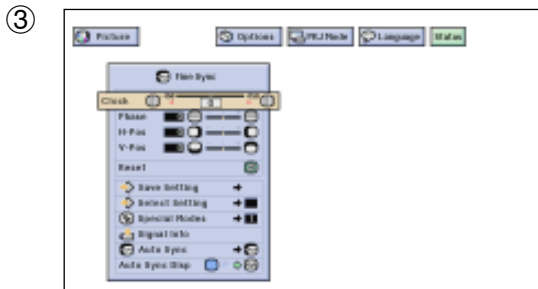 ③
Picture Options PRJ Mode Language Status
Fine Sync
Clock 0
Phase
H-Pos
V-Pos
Reset
Save Setting
Select Setting
Special Modes
Signal Info
Auto Sync
Auto Sync Disp